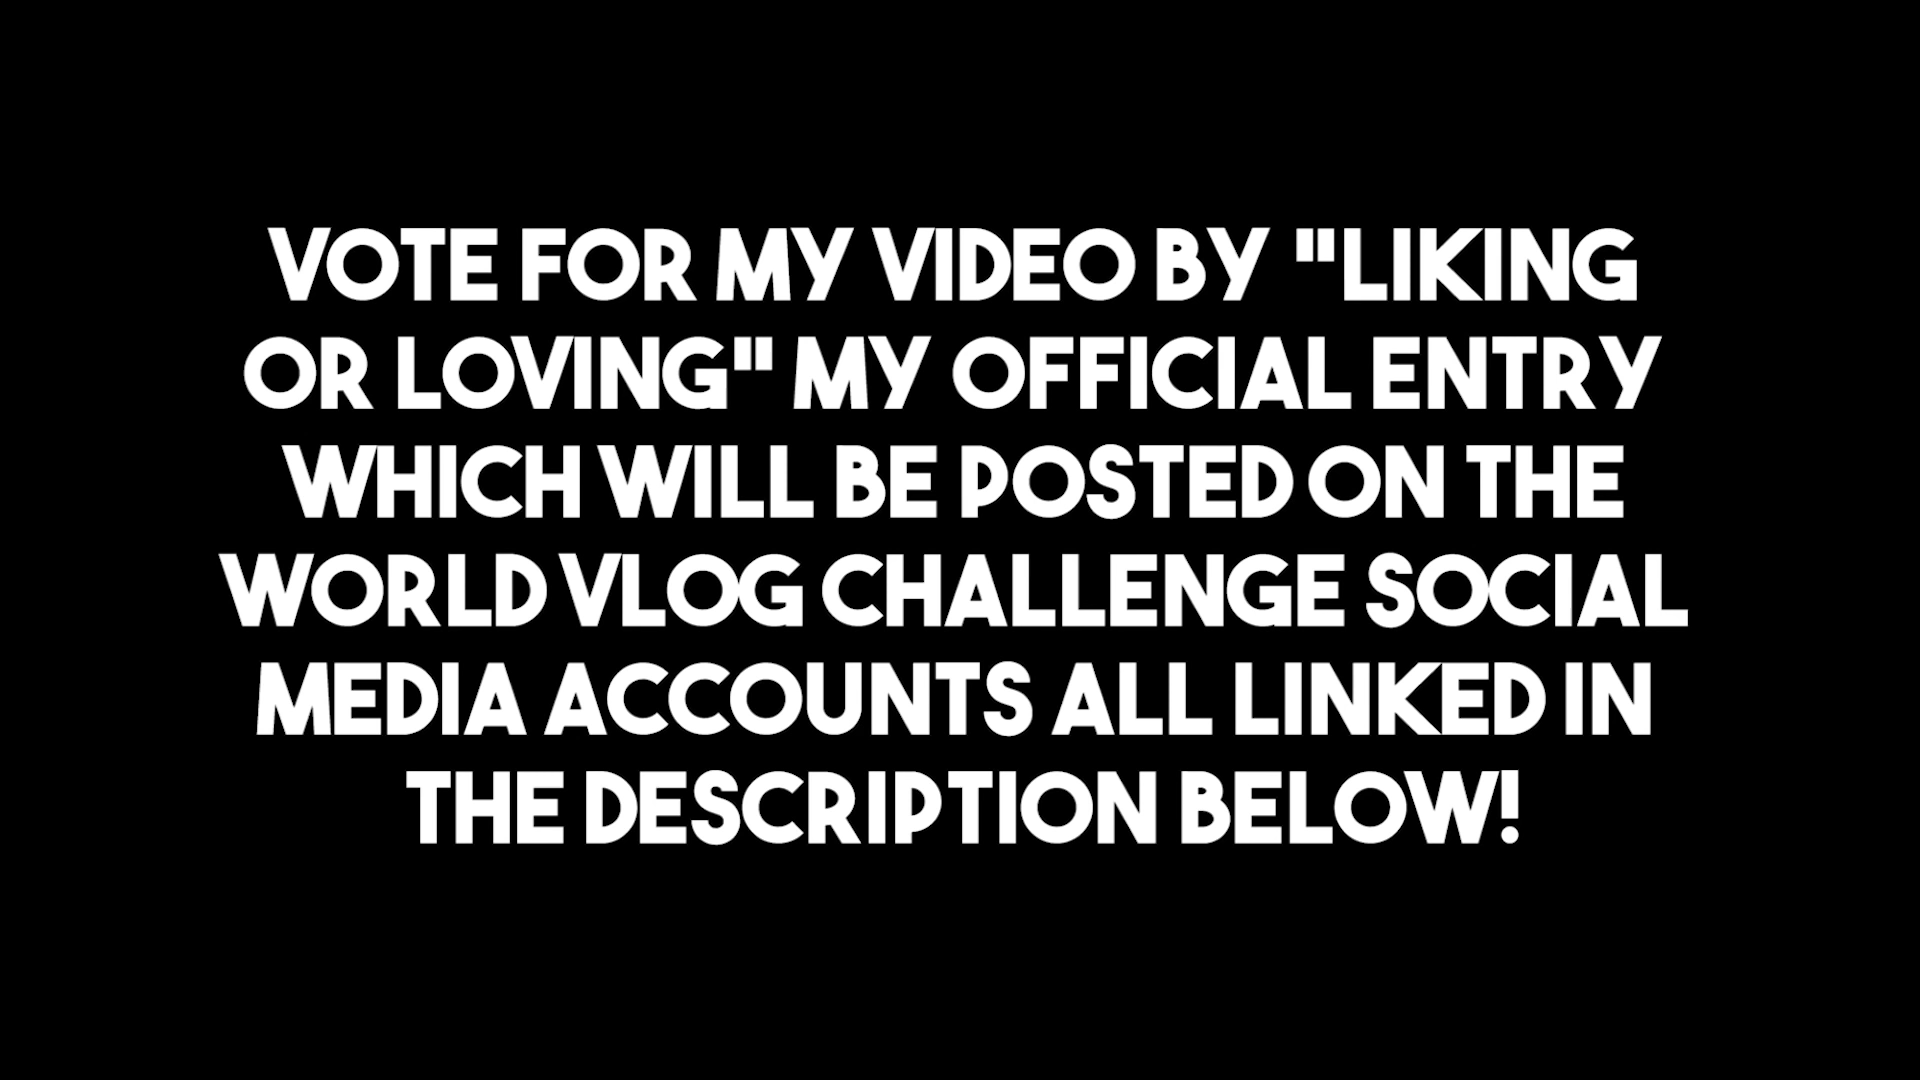 VOTE FOR MY VIDEO BY "LIKING
OR LOVING" MY OFFICIAL ENTRY
WHICH WILL BE POSTED ON THE
WORLD VLOG CHALLENGE SOCIAL
MEDIA ACCOUNTS ALL LINKED IN
THE DESCRIPTION BELOW!